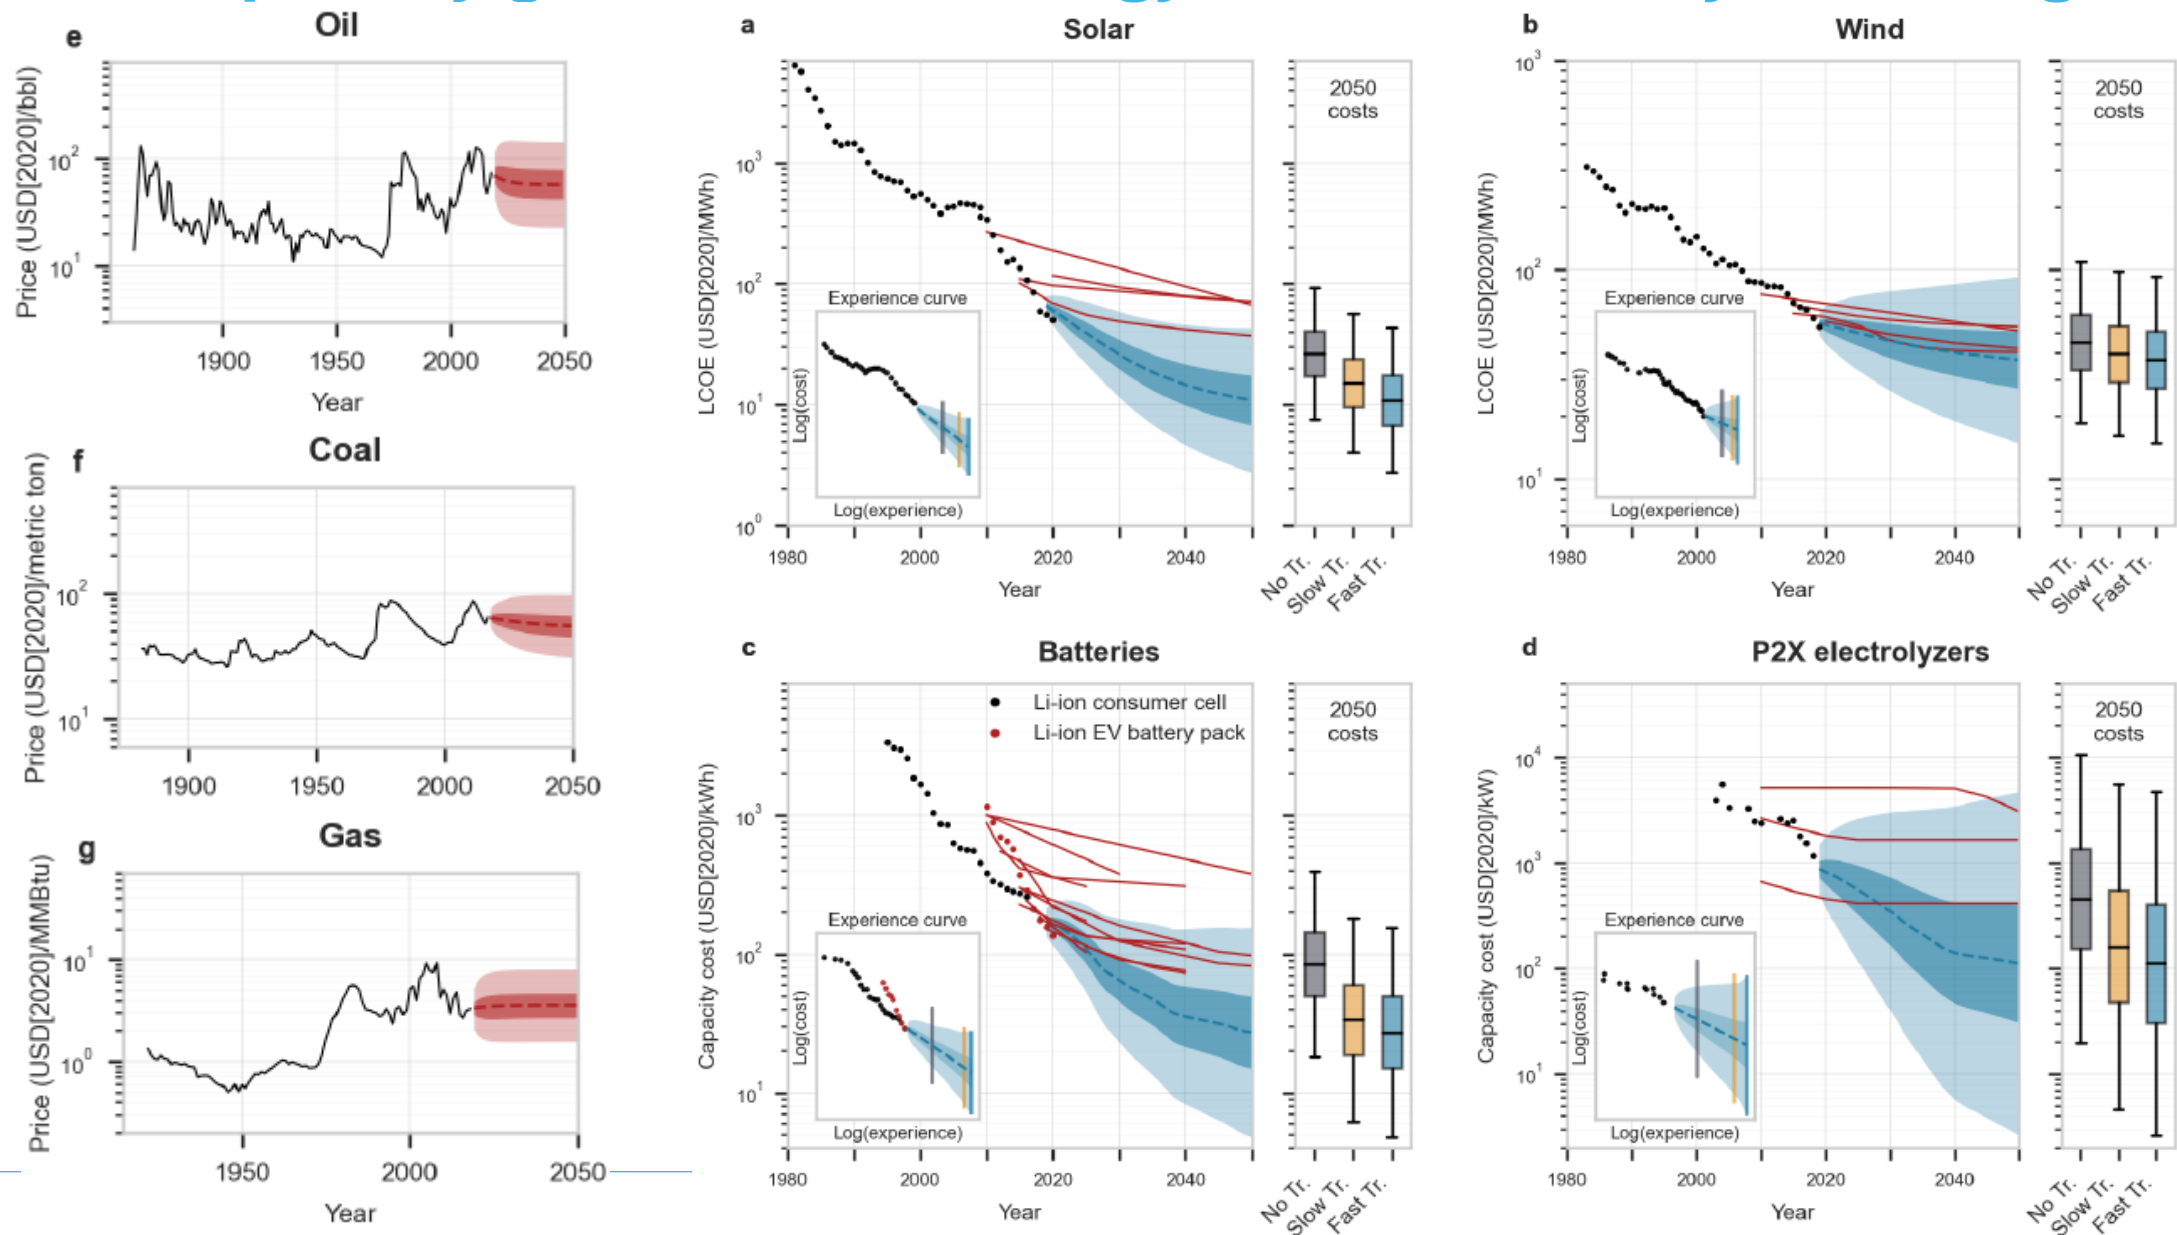 e
Oil
Price (USD[2020]/bbl)
10²
10¹
1900
1950
2000
2050
Year
f
Coal
Price (USD[2020]/metric ton)
10²
10¹
1900
1950
2000
2050
g
Gas
Price (USD[2020]/MMBtu)
10¹
10⁰
1950
2000
2050
Year
a
Solar
LCOE (USD[2020]/MWh)
10³
10²
10¹
10⁰
1980
2000
2020
2040
Year
Experience curve
Log(cost)
Log(experience)
2050
costs
No Tr.
Slow Tr.
Fast Tr.
b
Wind
LCOE (USD[2020]/MWh)
10³
10²
10¹
1980
2000
2020
2040
Year
Experience curve
Log(cost)
Log(experience)
2050
costs
No Tr.
Slow Tr.
Fast Tr.
c
Batteries
Li-ion consumer cell
Li-ion EV battery pack
Capacity cost (USD[2020]/kWh)
10³
10²
10¹
1980
2000
2020
2040
Year
Experience curve
Log(cost)
Log(experience)
2050
costs
No Tr.
Slow Tr.
Fast Tr.
d
P2X electrolyzers
Capacity cost (USD[2020]/kW)
10⁴
10³
10²
10¹
1980
2000
2020
2040
Year
Experience curve
Log(cost)
Log(experience)
2050
costs
No Tr.
Slow Tr.
Fast Tr.